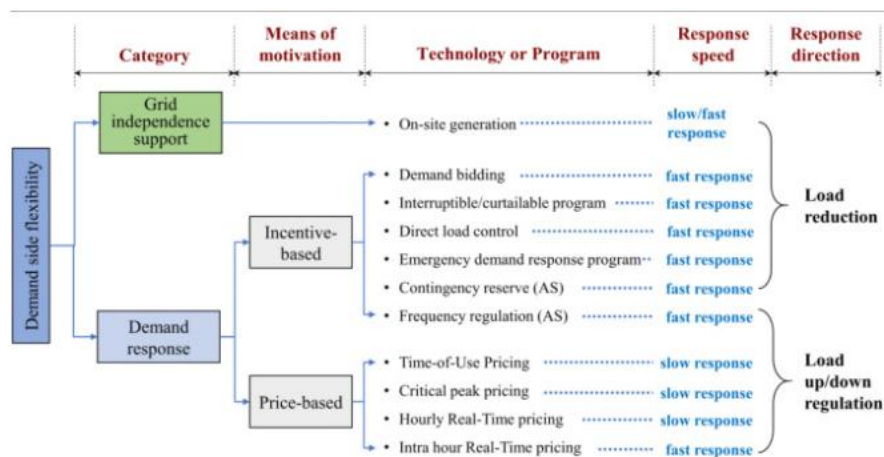 Category
Means of
motivation
Technology or Program
Response
speed
Response
direction
Demand side flexibility
Grid
independence
support
• On-site generation
slow/fast
response
• Demand bidding
fast response
• Interruptible/curtailable program
fast response
Incentive-
based
• Direct load control
fast response
• Emergency demand response program
fast response
• Contingency reserve (AS)
fast response
• Frequency regulation (AS)
fast response
Load
reduction
Demand
response
Price-based
• Time-of-Use Pricing
slow response
• Critical peak pricing
slow response
• Hourly Real-Time pricing
slow response
• Intra hour Real-Time pricing
fast response
Load
up/down
regulation